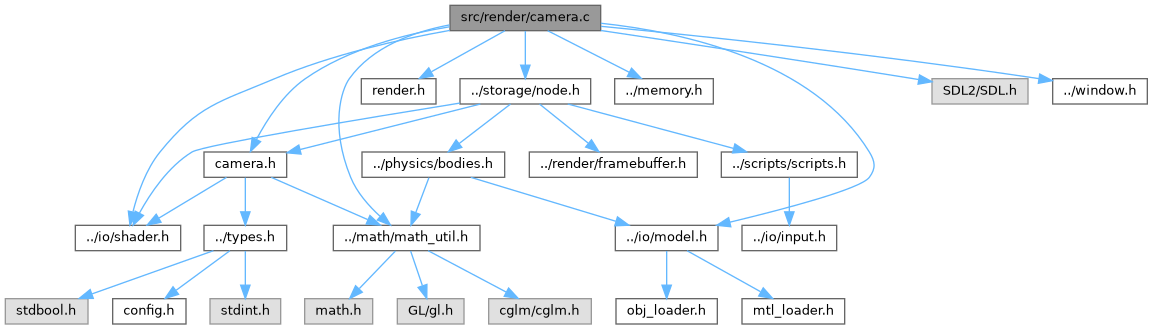 src/render/camera.c
render.h
../storage/node.h
../memory.h
SDL2/SDL.h
../window.h
camera.h
../physics/bodies.h
../render/framebuffer.h
../scripts/scripts.h
../io/shader.h
../types.h
../math/math_util.h
../io/model.h
../io/input.h
stdbool.h
config.h
stdint.h
math.h
GL/gl.h
cglm/cglm.h
obj_loader.h
mtl_loader.h